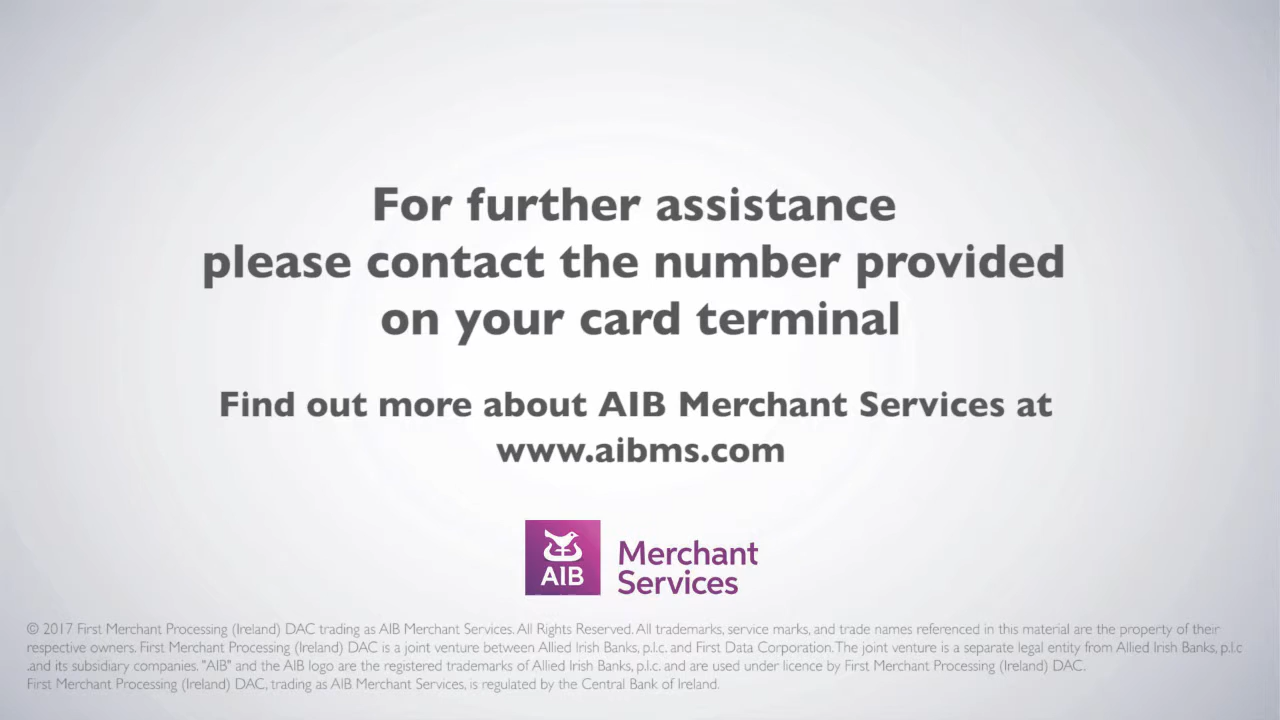 For further assistance
please contact the number provided
on your card terminal
Find out more about AIB Merchant Services at
www.aibms.com
AIB
Merchant
Services
© 2017 First Merchant Processing (Ireland) DAC trading as AIB Merchant Services. All Rights Reserved. All trademarks, service marks, and trade names referenced in this material are the property of their
respective owners. First Merchant Processing (Ireland) DAC is a joint venture between Allied Irish Banks, p.l.c. and First Data Corporation. The joint venture is a separate legal entity from Allied Irish Banks, p.l.c
.and its subsidiary companies. "AIB" and the AIB logo are the registered trademarks of Allied Irish Banks, p.l.c. and are used under licence by First Merchant Processing (Ireland) DAC.
First Merchant Processing (Ireland) DAC, trading as AIB Merchant Services, is regulated by the Central Bank of Ireland.